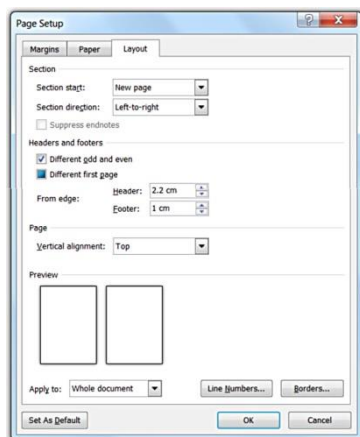 Page Setup
Margins Paper Layout
Section
Section start: New page
Section direction: Left-to-right
Suppress endnotes
Headers and footers
Different odd and even
Different first page
From edge:
Header: 2.2 cm
Footer: 1 cm
Page
Vertical alignment: Top
Preview
Apply to: Whole document Line Numbers... Borders...
Set As Default OK Cancel